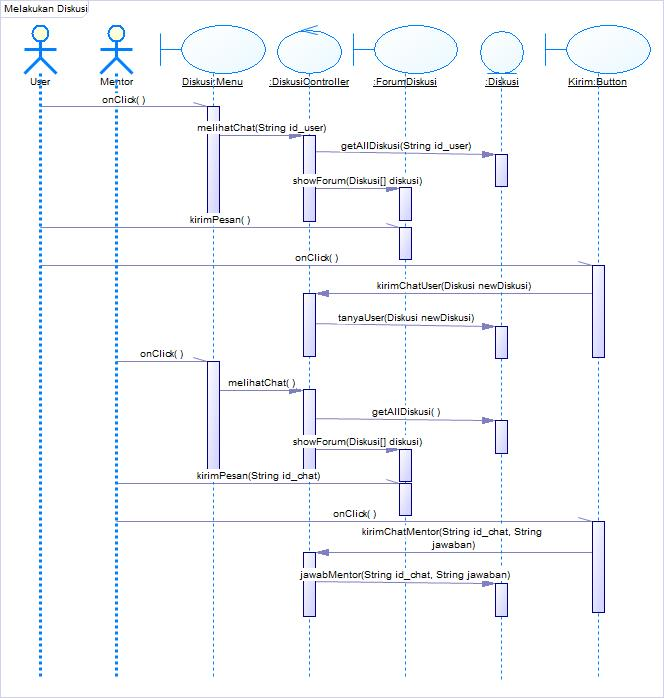 Melakukan Diskusi
User
Mentor
Diskusi:Menu
:DiskusiController
:ForumDiskusi
:Diskusi
Kirim:Button
onClick( )
melihatChat(String id_user)
getAllDiskusi(String id_user)
showForum(Diskusi[] diskusi)
kirimPesan( )
onClick( )
kirimChatUser(Diskusi newDiskusi)
tanyaUser(Diskusi newDiskusi)
onClick( )
melihatChat( )
getAllDiskusi( )
showForum(Diskusi[] diskusi)
kirimPesan(String id_chat)
onClick( )
kirimChatMentor(String id_chat, String
jawaban)
jawabMentor(String id_chat, String jawaban)